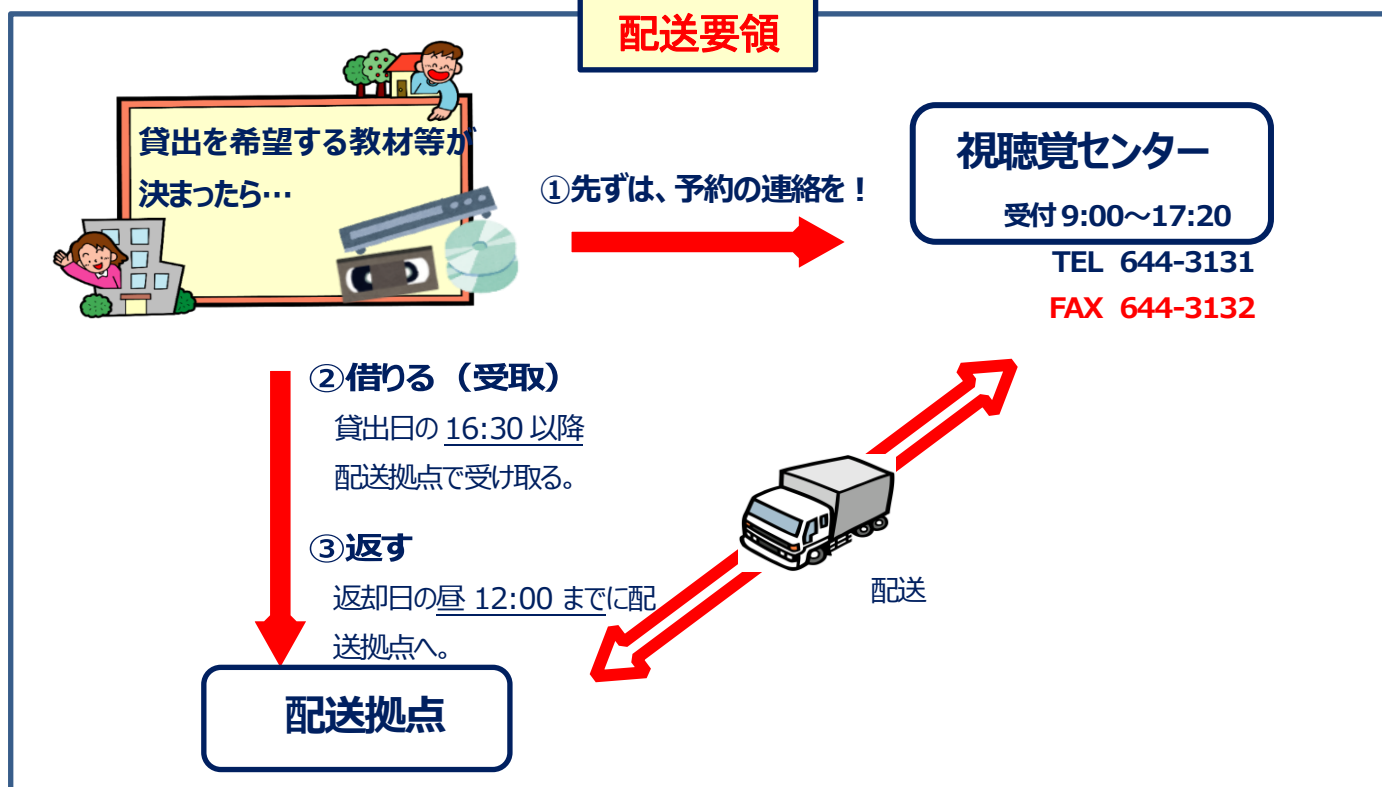 配送要領
貸出を希望する教材等が
決まったら…
①先ずは、予約の連絡を！
視聴覚センター
受付 9:00～17:20
TEL 644-3131
FAX 644-3132
②借りる（受取）
貸出日の 16:30 以降
配送拠点で受け取る。
③返す
返却日の昼 12:00 までに配
送拠点へ。
配送
配送拠点